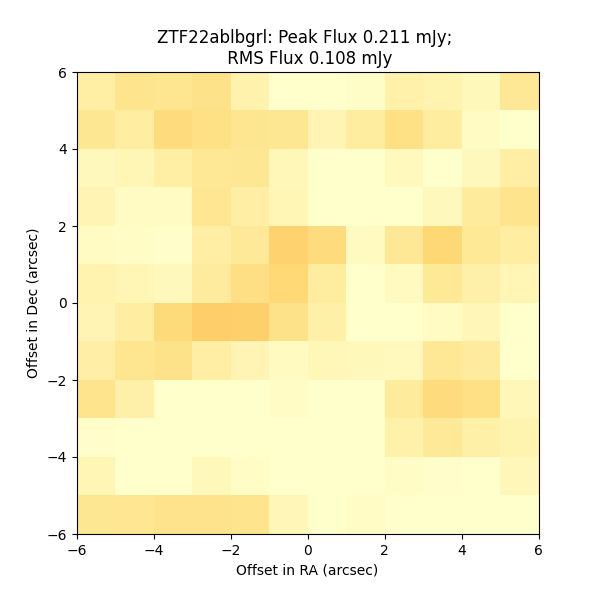 ZTF22ablbgrl: Peak Flux 0.211 mJy;
RMS Flux 0.108 mJy
6
4
2
0
−2
−4
−6
Offset in Dec (arcsec)
−6 −4 −2 0 2 4 6
Offset in RA (arcsec)